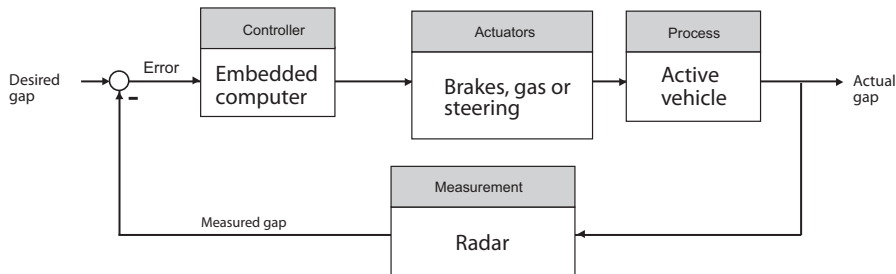 Controller
Actuators
Process
Desired
gap
Error
Embedded
computer
Brakes, gas or
steering
Active
vehicle
Actual
gap
-
Measurement
Measured gap
Radar